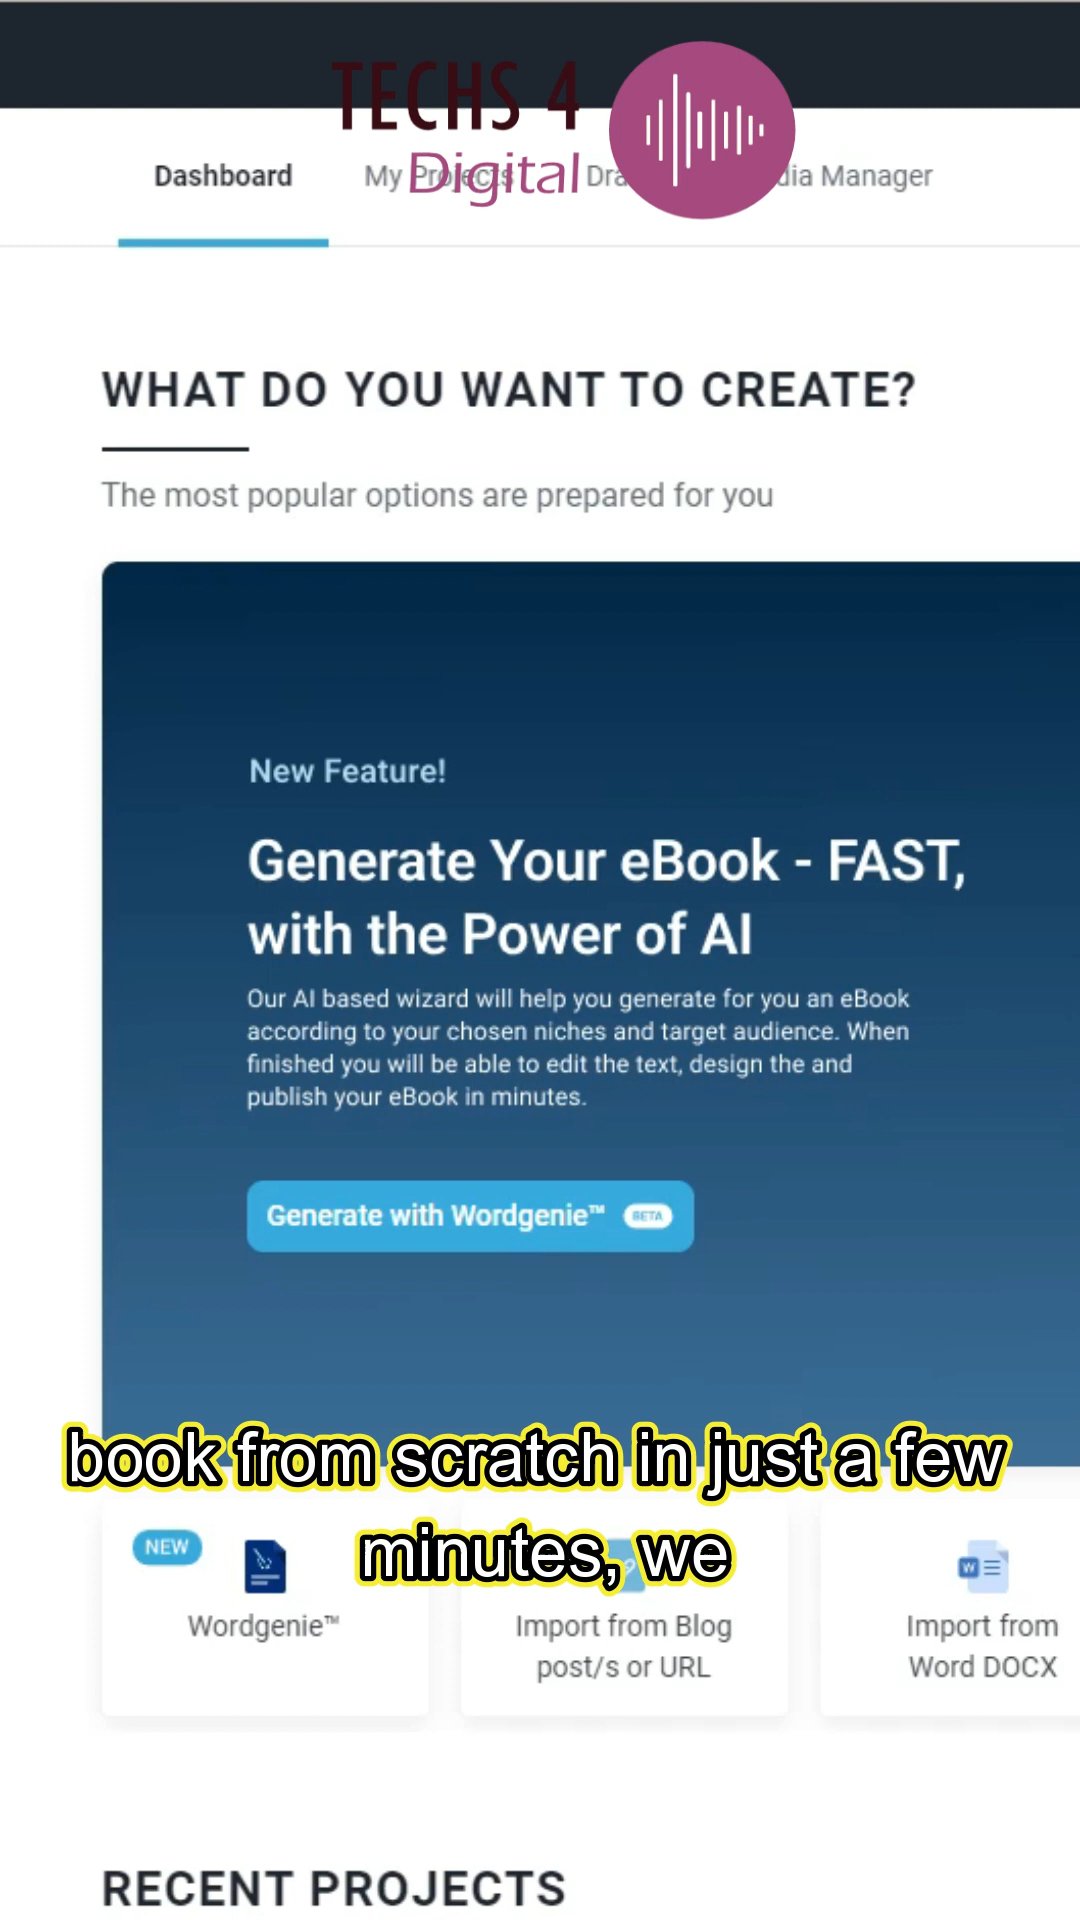 TECHS 4
Digital
Dashboard
My Projects
Manager
WHAT DO YOU WANT TO CREATE?
The most popular options are prepared for you
New Feature!
Generate Your eBook - FAST,
with the Power of AI
Our AI based wizard will help you generate for you an eBook
according to your chosen niches and target audience. When
finished you will be able to edit the text, design the and
publish your eBook in minutes.
Generate with Wordgenie™ BETA
book from scratch in just a few
minutes, we
NEW
Wordgenie™
Import from Blog
post/s or URL
Import from
Word DOCX
RECENT PROJECTS